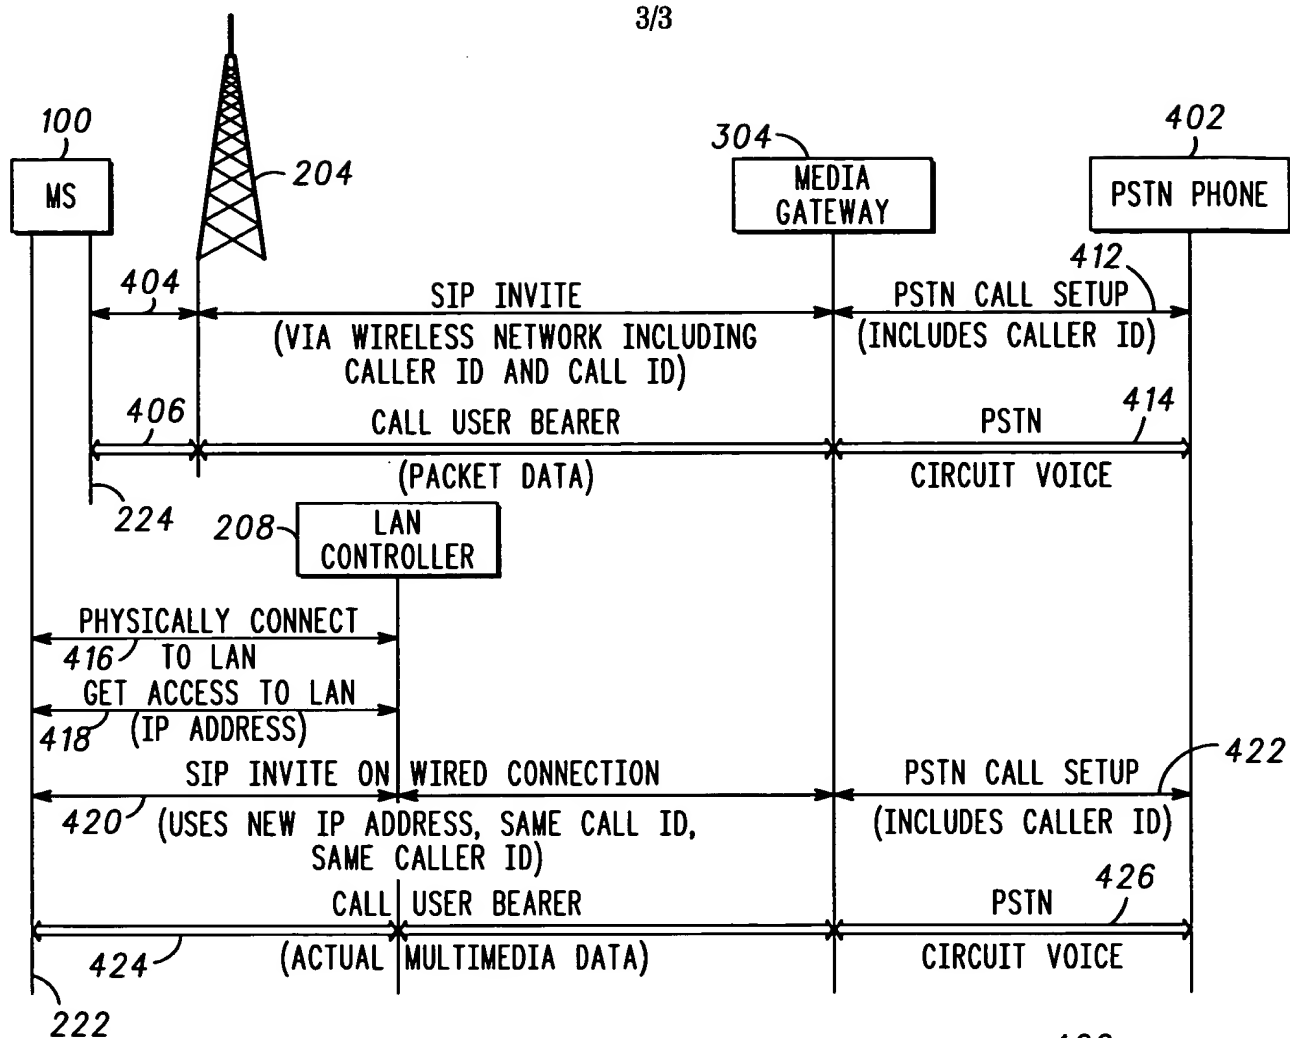 3/3
100
MS
204
304
MEDIA
GATEWAY
402
PSTN PHONE
404
SIP INVITE
(VIA WIRELESS NETWORK INCLUDING
CALLER ID AND CALL ID)
412
PSTN CALL SETUP
(INCLUDES CALLER ID)
406
CALL USER BEARER
(PACKET DATA)
PSTN
414
CIRCUIT VOICE
224
208
LAN
CONTROLLER
PHYSICALLY CONNECT
416
TO LAN
GET ACCESS TO LAN
418
(IP ADDRESS)
SIP INVITE ON WIRED CONNECTION
420
(USES NEW IP ADDRESS, SAME CALL ID,
SAME CALLER ID)
PSTN CALL SETUP
422
(INCLUDES CALLER ID)
CALL USER BEARER
424
(ACTUAL MULTIMEDIA DATA)
PSTN
426
CIRCUIT VOICE
222